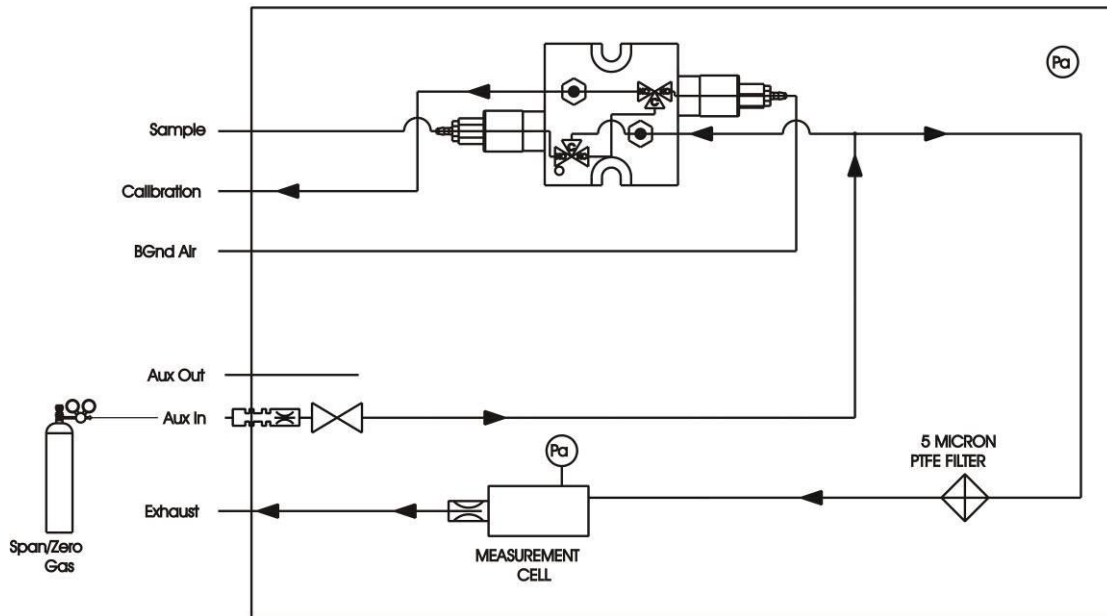 Pa
Sample
Calibration
BGnd Air
Aux Out
Aux In
Pa
5 MICRON
PTFE FILTER
Exhaust
Span/Zero
Gas
MEASUREMENT
CELL